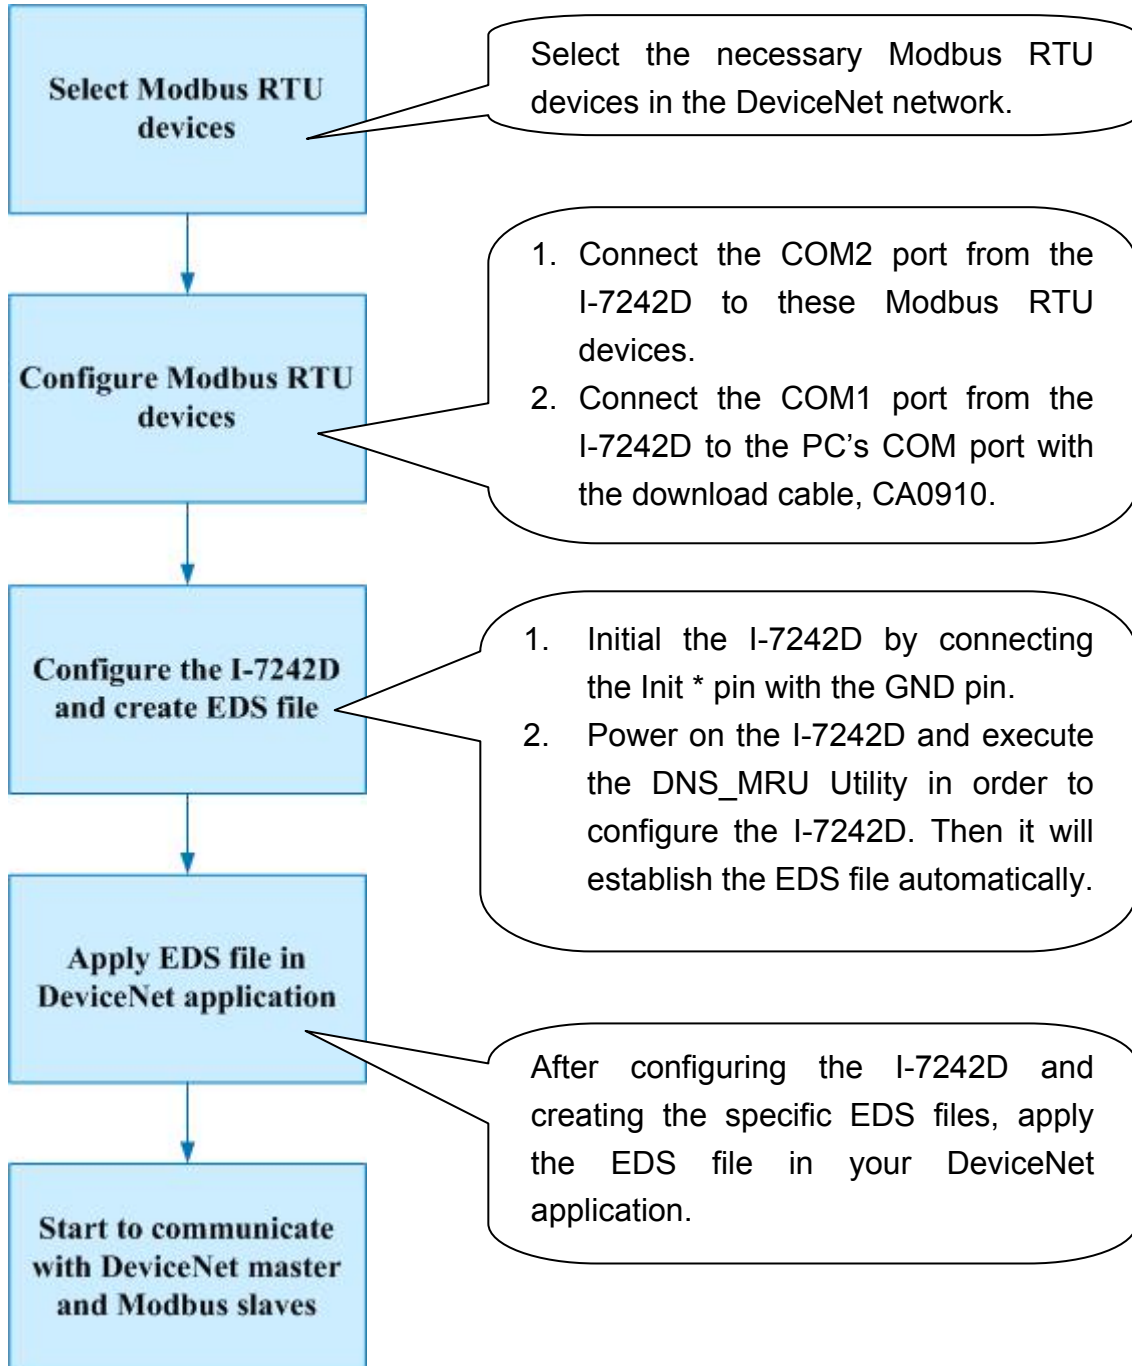 Select Modbus RTU
devices
Select the necessary Modbus RTU
devices in the DeviceNet network.
Configure Modbus RTU
devices
1. Connect the COM2 port from the
I-7242D to these Modbus RTU
devices.
2. Connect the COM1 port from the
I-7242D to the PC’s COM port with
the download cable, CA0910.
Configure the I-7242D
and create EDS file
1. Initial the I-7242D by connecting
the Init * pin with the GND pin.
2. Power on the I-7242D and execute
the DNS_MRU Utility in order to
configure the I-7242D. Then it will
establish the EDS file automatically.
Apply EDS file in
DeviceNet application
After configuring the I-7242D and
creating the specific EDS files, apply
the EDS file in your DeviceNet
application.
Start to communicate
with DeviceNet master
and Modbus slaves